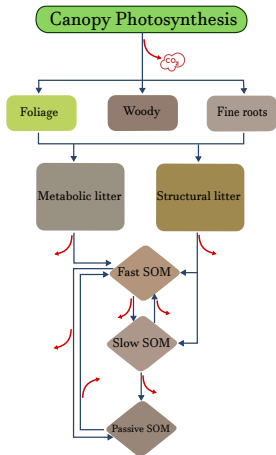 Canopy Photosynthesis
CO₂
Foliage
Woody
Fine roots
Metabolic litter
Structural litter
Fast SOM
Slow SOM
Passive SOM